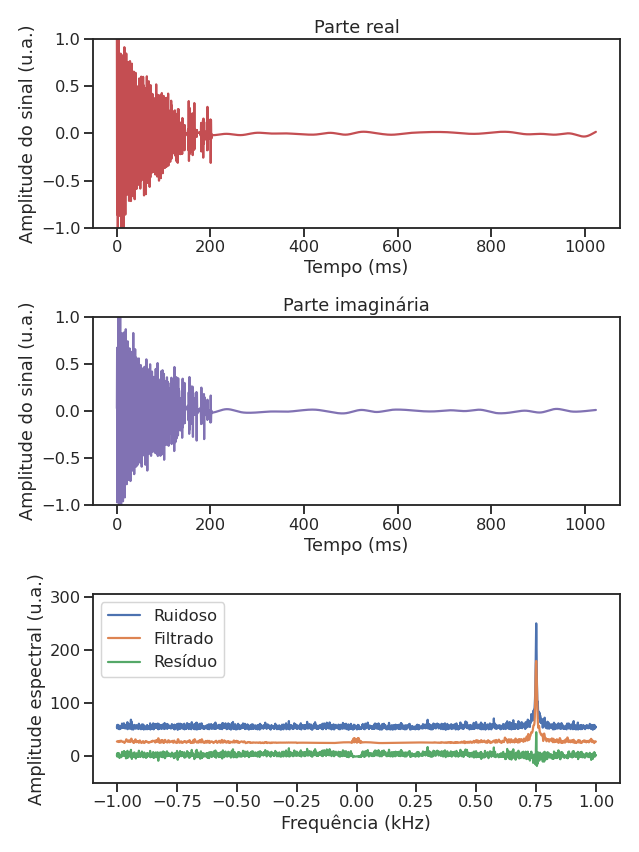 Parte real
Amplitude do sinal (u.a.)
1.0
0.5
0.0
−0.5
−1.0
0 200 400 600 800 1000
Tempo (ms)
Parte imaginária
Amplitude do sinal (u.a.)
1.0
0.5
0.0
−0.5
−1.0
0 200 400 600 800 1000
Tempo (ms)
Amplitude espectral (u.a.)
300
200
100
0
Ruidoso
Filtrado
Resíduo
−1.00 −0.75 −0.50 −0.25 0.00 0.25 0.50 0.75 1.00
Frequência (kHz)